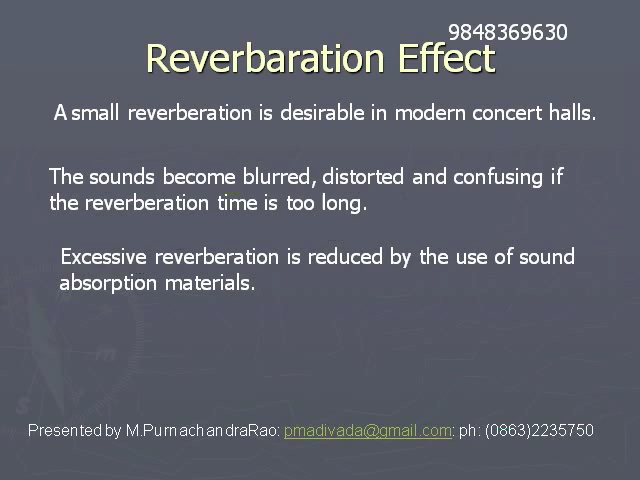 9848369630
Reverbaration Effect
A small reverberation is desirable in modern concert halls.
The sounds become blurred, distorted and confusing if
the reverberation time is too long.
Excessive reverberation is reduced by the use of sound
absorption materials.
Presented by M.PurnachandraRao: pmadivada@gmail.com: ph: (0863)2235750